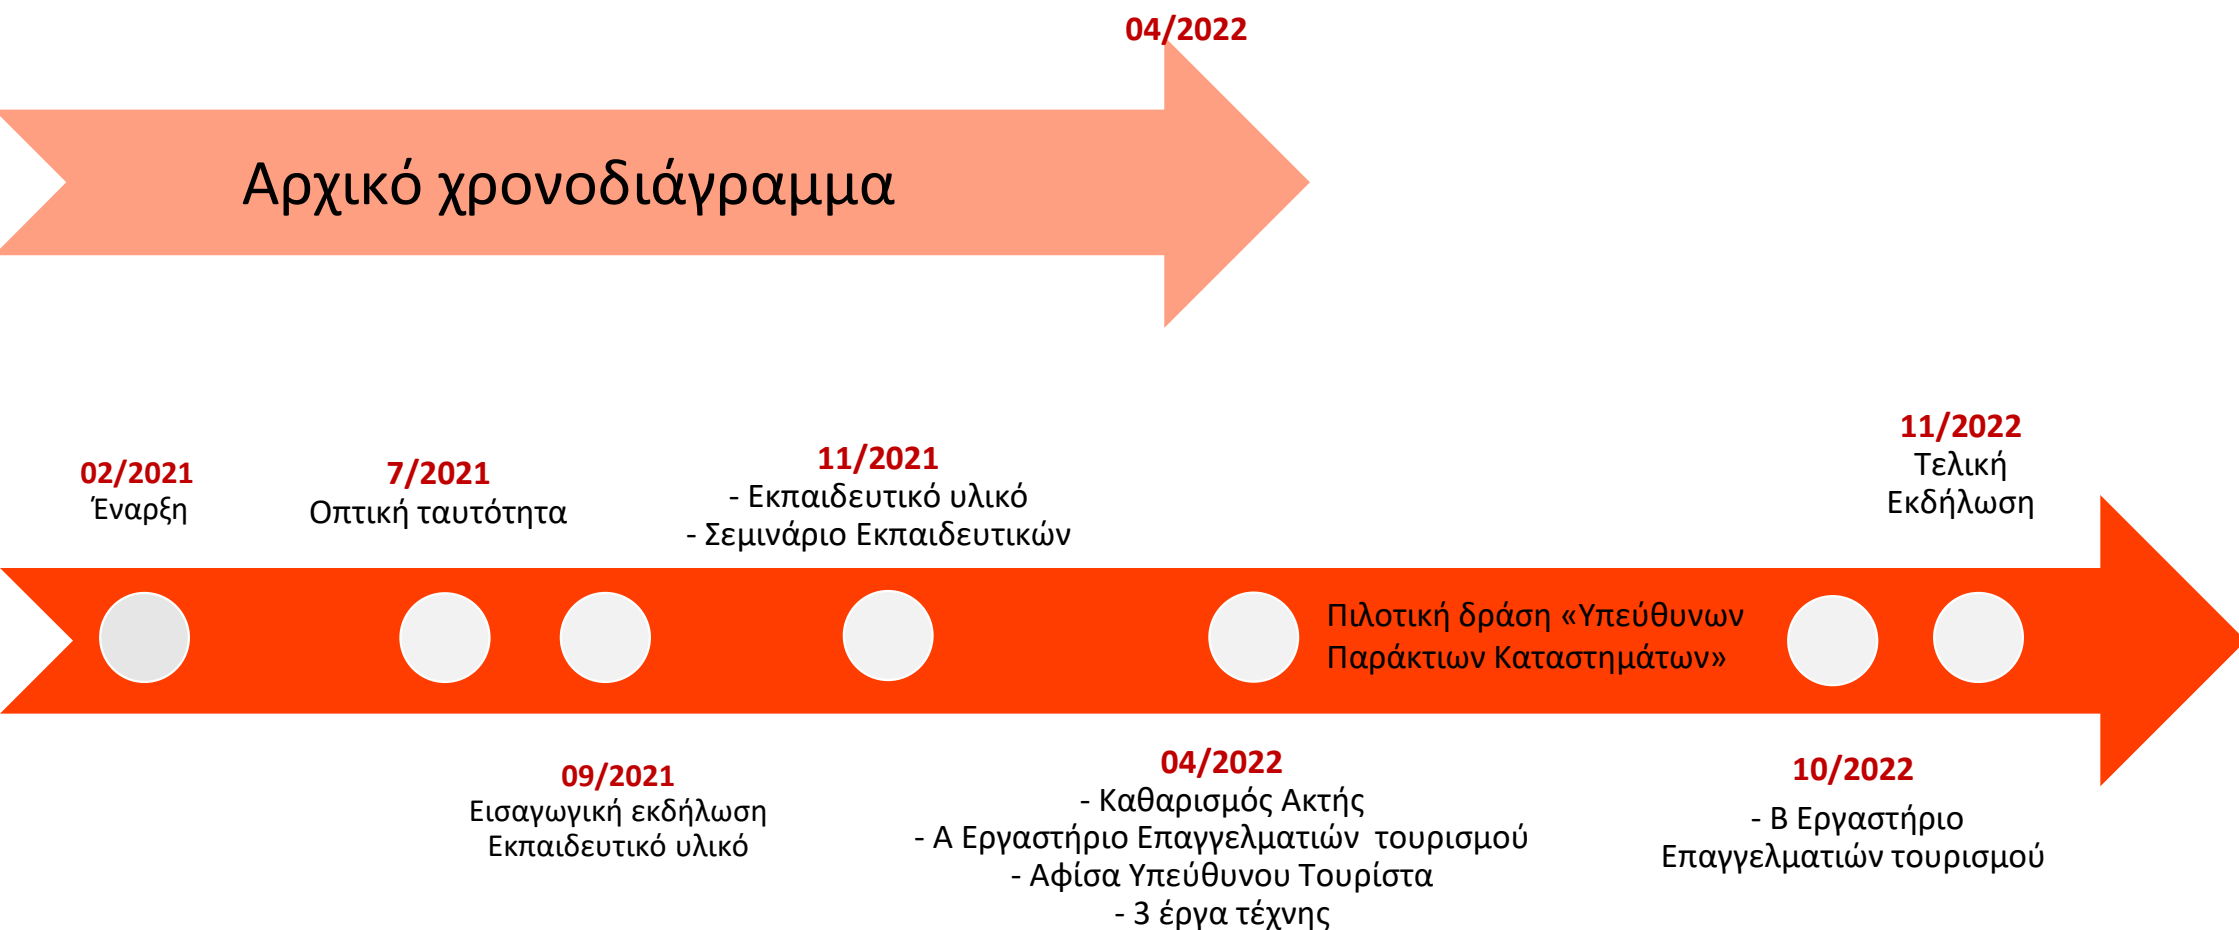 04/2022
Αρχικό χρονοδιάγραμμα
02/2021
Έναρξη
7/2021
Οπτική ταυτότητα
11/2021
- Εκπαιδευτικό υλικό
- Σεμινάριο Εκπαιδευτικών
11/2022
Τελική
Εκδήλωση
Πιλοτική δράση «Υπεύθυνων
Παράκτιων Καταστημάτων»
09/2021
Εισαγωγική εκδήλωση
Εκπαιδευτικό υλικό
04/2022
- Καθαρισμός Ακτής
- Α Εργαστήριο Επαγγελματιών τουρισμού
- Αφίσα Υπεύθυνου Τουρίστα
- 3 έργα τέχνης
10/2022
- Β Εργαστήριο
Επαγγελματιών τουρισμού